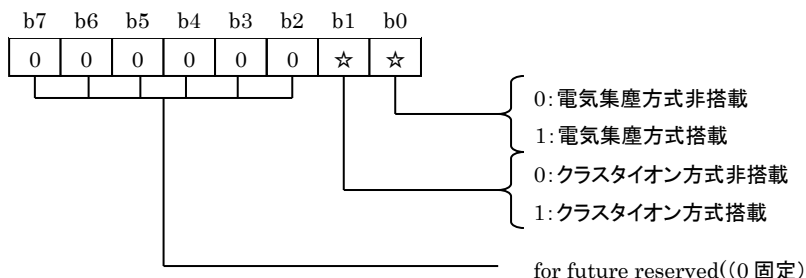 b7 b6 b5 b4 b3 b2 b1 b0
0 0 0 0 0 0 ☆ ☆
0:電気集塵方式非搭載
1:電気集塵方式搭載
0:クラスタイオン方式非搭載
1:クラスタイオン方式搭載
for future reserved((0 固定)